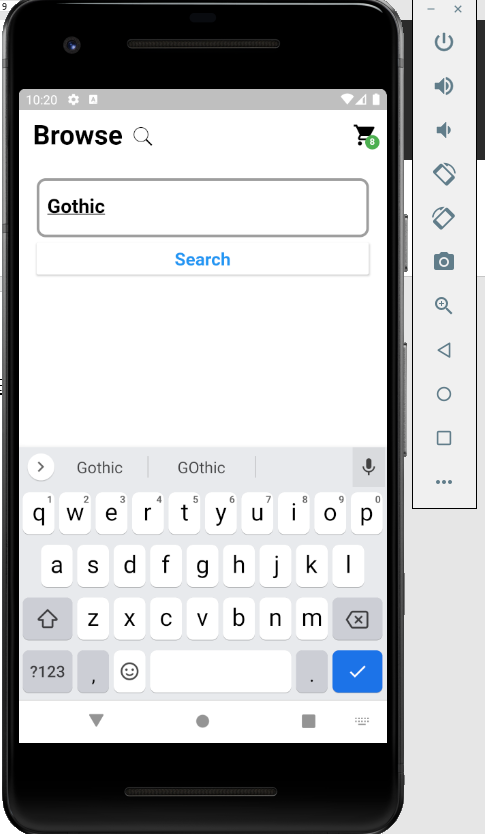 9
10:20 A
Browse 8
Gothic
Search
Gothic GOthic
1 2 3 4 5 6 7 8 9 0
q w e r t y u i o p
a s d f g h j k l
z x c v b n m
?123 , .